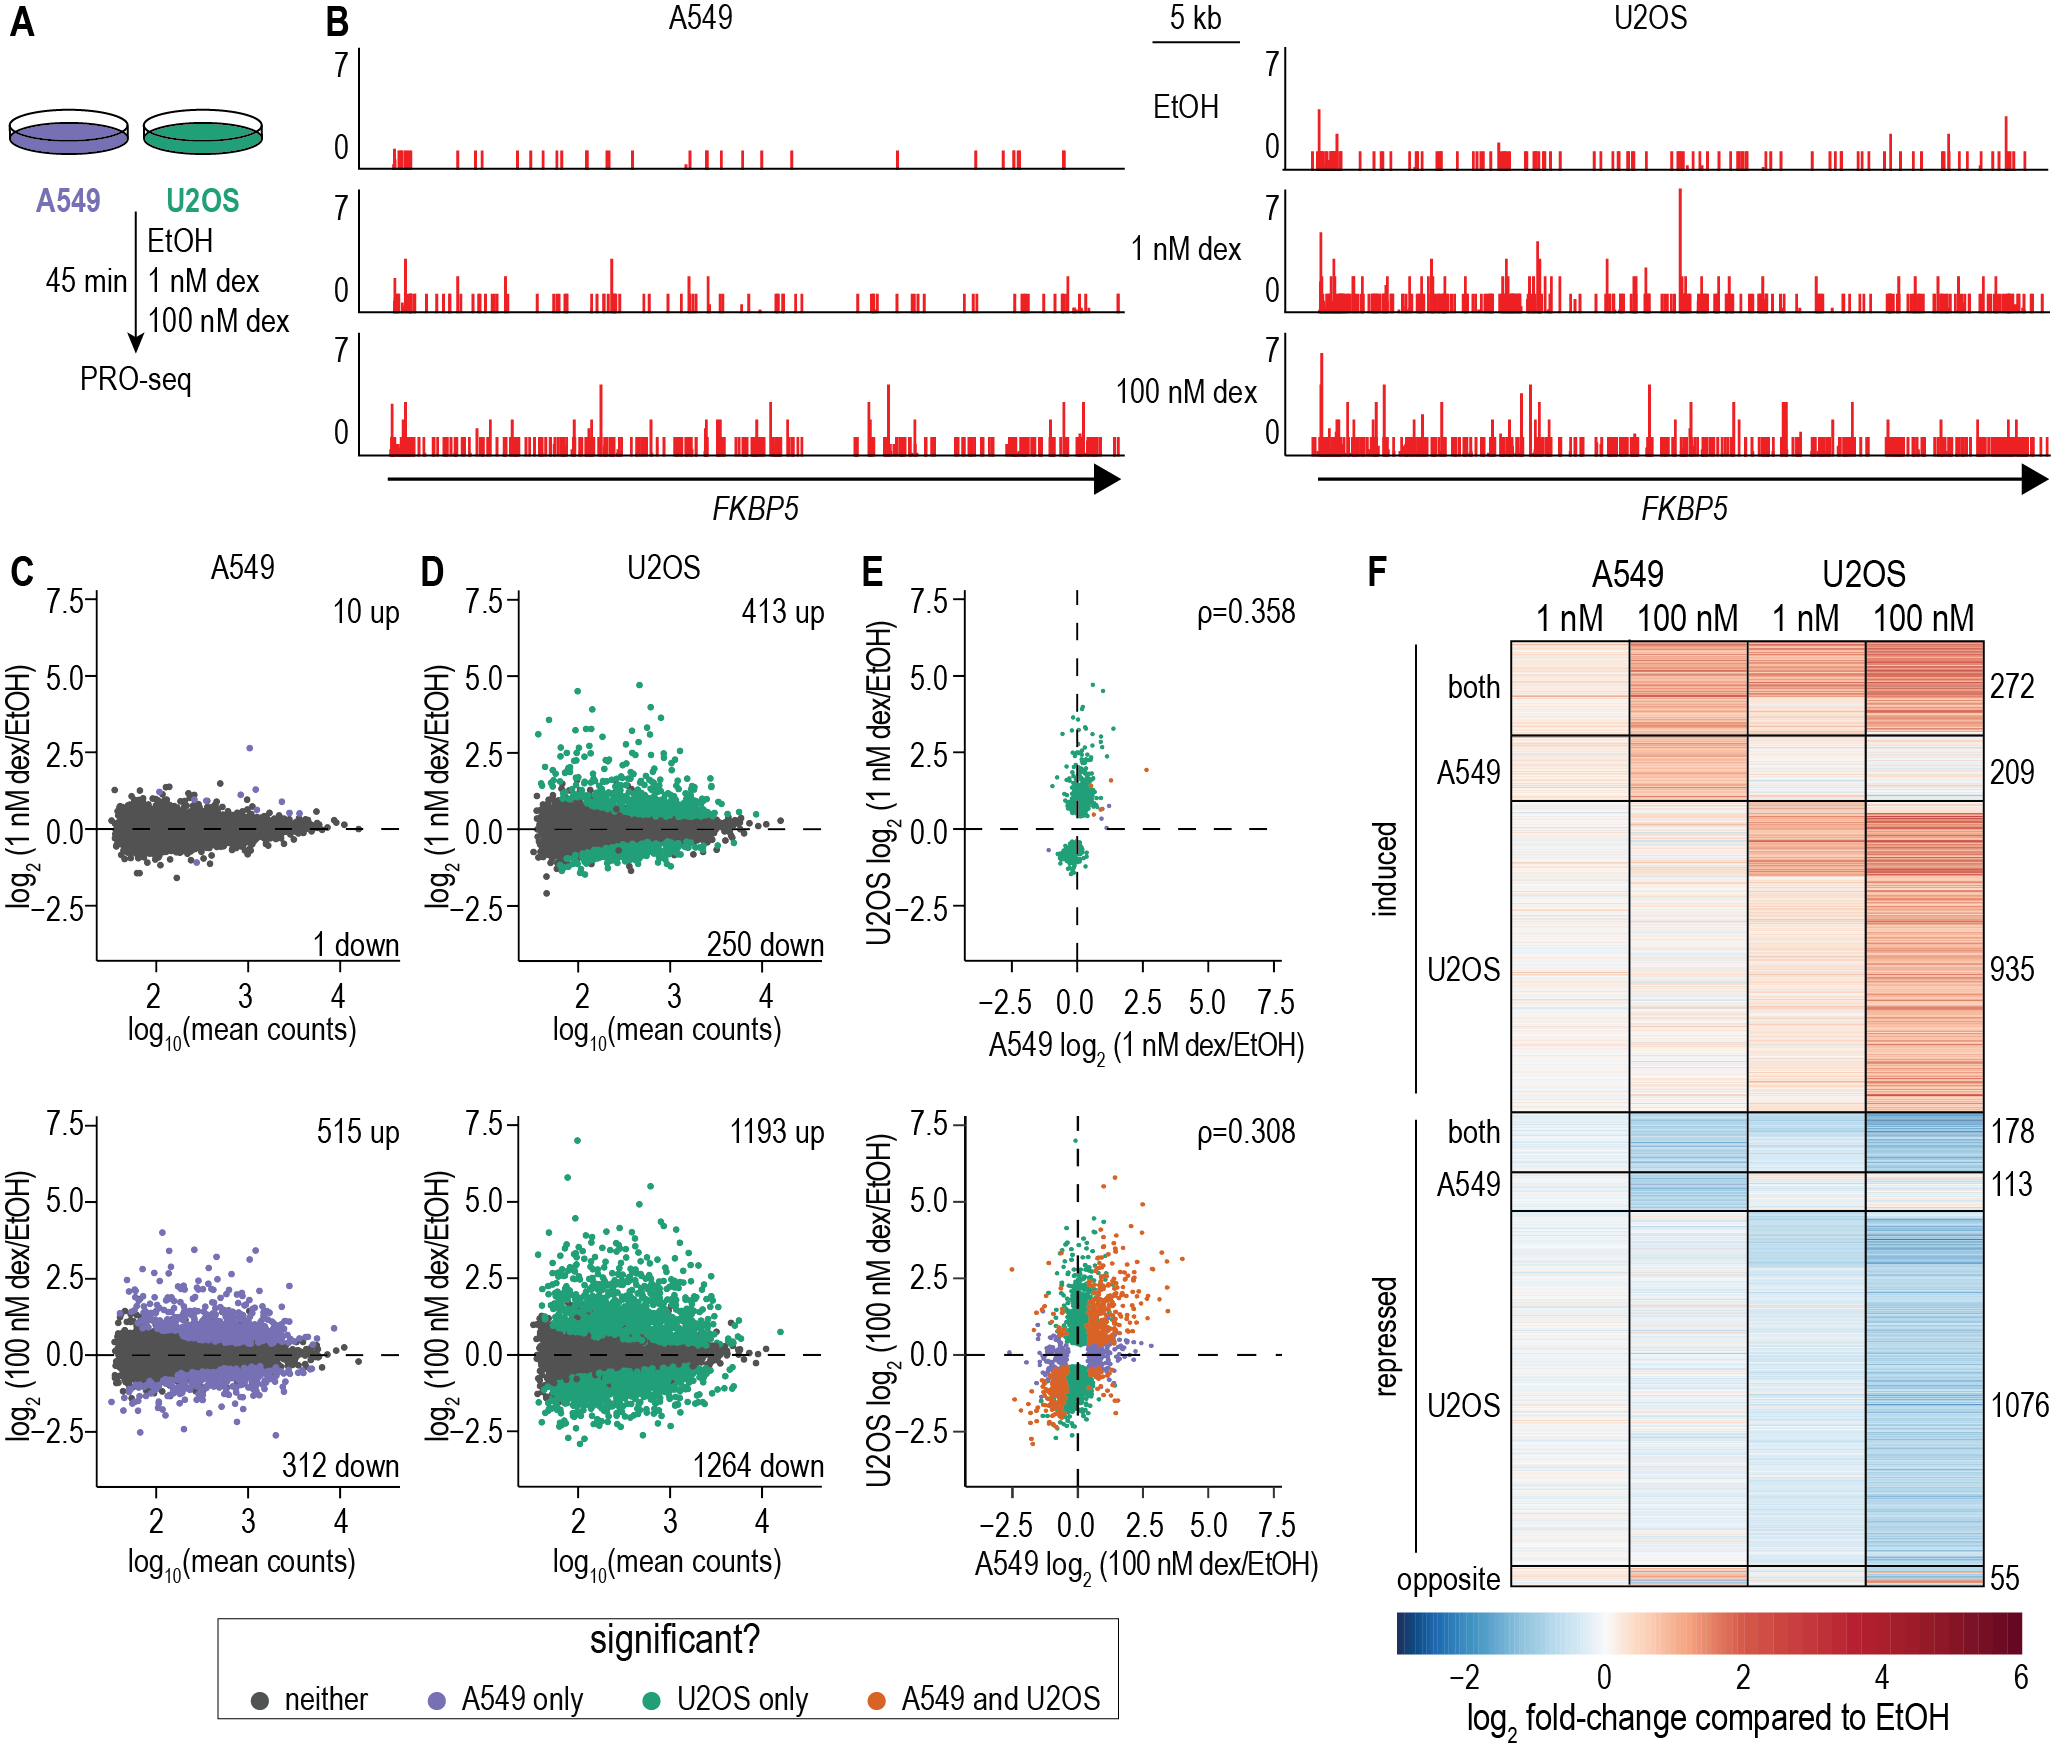 A
A549
U2OS
45 min
EtOH
1 nM dex
100 nM dex
PRO-seq
B
A549
5 kb
U2OS
7
0
EtOH
7
0
7
0
1 nM dex
7
0
7
0
100 nM dex
7
0
FKBP5
FKBP5
C
A549
log2 (1 nM dex/EtOH)
7.5
5.0
2.5
0.0
−2.5
10 up
1 down
2 3 4
log10(mean counts)
log2 (100 nM dex/EtOH)
7.5
5.0
2.5
0.0
−2.5
515 up
312 down
2 3 4
log10(mean counts)
D
U2OS
log2 (1 nM dex/EtOH)
7.5
5.0
2.5
0.0
−2.5
413 up
250 down
2 3 4
log10(mean counts)
log2 (100 nM dex/EtOH)
7.5
5.0
2.5
0.0
−2.5
1193 up
1264 down
2 3 4
log10(mean counts)
E
U2OS log2 (1 nM dex/EtOH)
7.5
5.0
2.5
0.0
−2.5
ρ=0.358
−2.5 0.0 2.5 5.0 7.5
A549 log2 (1 nM dex/EtOH)
U2OS log2 (100 nM dex/EtOH)
7.5
5.0
2.5
0.0
−2.5
ρ=0.308
−2.5 0.0 2.5 5.0 7.5
A549 log2 (100 nM dex/EtOH)
significant?
neither
A549 only
U2OS only
A549 and U2OS
F
A549 U2OS
1 nM 100 nM 1 nM 100 nM
induced
both 272
A549 209
U2OS 935
repressed
both 178
A549 113
U2OS 1076
opposite 55
−2 0 2 4 6
log2 fold-change compared to EtOH